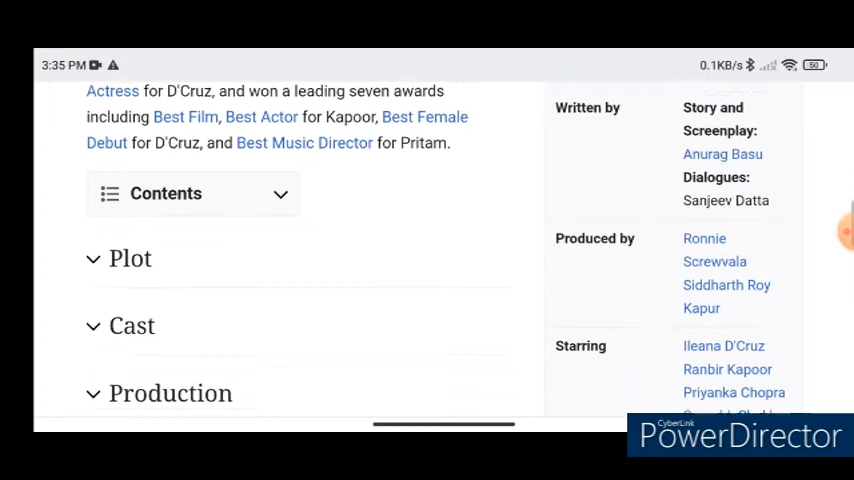 3:35 PM
0.1KB/s
50
Actress for D'Cruz, and won a leading seven awards
including Best Film, Best Actor for Kapoor, Best Female
Debut for D'Cruz, and Best Music Director for Pritam.
Contents
Plot
Cast
Production
Written by
Story and
Screenplay:
Anurag Basu
Dialogues:
Sanjeev Datta
Produced by
Ronnie
Screwvala
Siddharth Roy
Kapur
Starring
Ileana D'Cruz
Ranbir Kapoor
Priyanka Chopra
CyberLink
PowerDirector